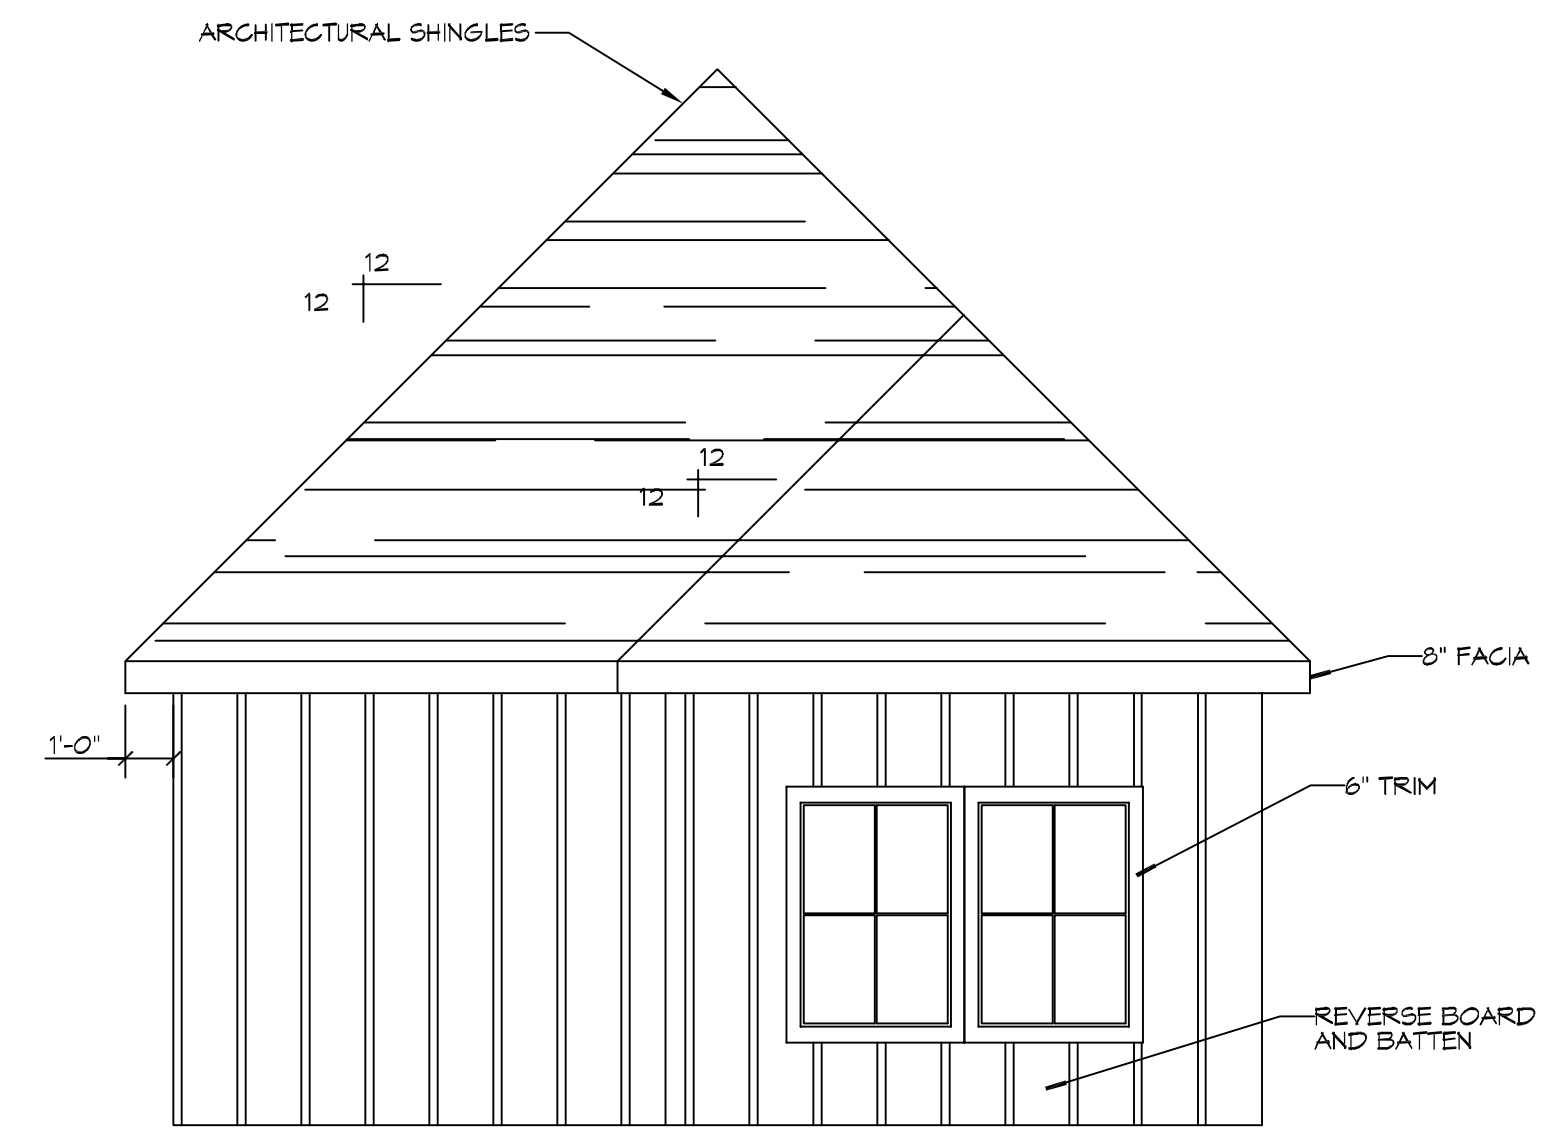 ARCHITECTURAL SHINGLES
12
12
12
12
8" FACIA
1'-0"
6" TRIM
REVERSE BOARD
AND BATTEN